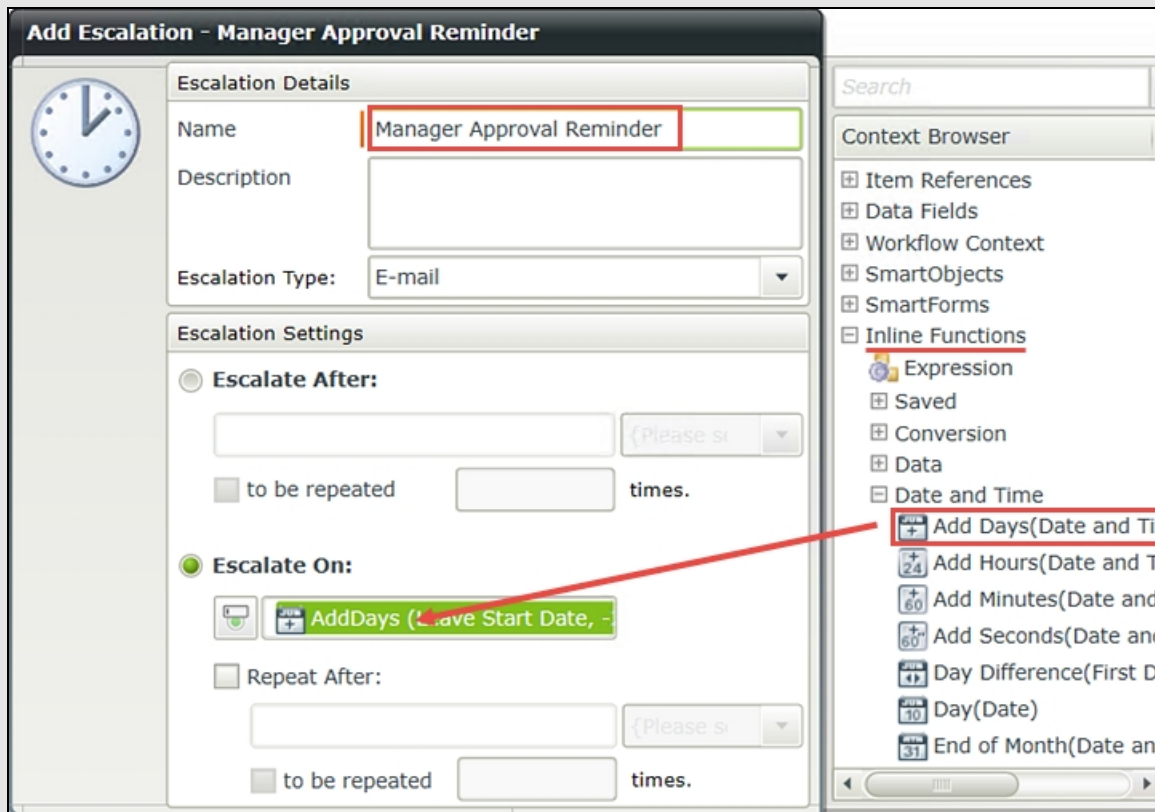 Add Escalation - Manager Approval Reminder
Escalation Details
Name
Manager Approval Reminder
Description
Escalation Type:
E-mail
Escalation Settings
Escalate After:
{Please s
to be repeated
times.
Escalate On:
AddDays (Leave Start Date, -
Repeat After:
{Please s
to be repeated
times.
Search
Context Browser
Item References
Data Fields
Workflow Context
SmartObjects
SmartForms
Inline Functions
Expression
Saved
Conversion
Data
Date and Time
Add Days(Date and Ti
Add Hours(Date and T
Add Minutes(Date and
Add Seconds(Date an
Day Difference(First D
Day(Date)
End of Month(Date an